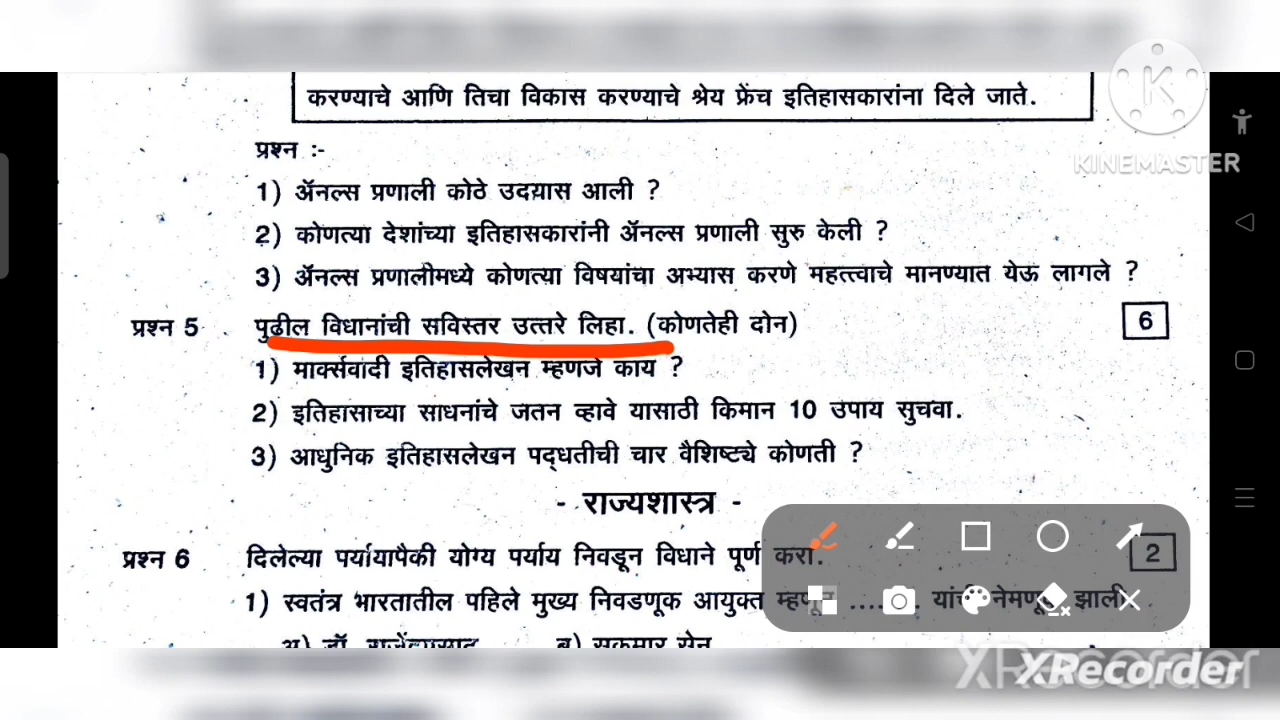 करण्याचे आणि तिचा विकास करण्याचे श्रेय फ्रेंच इतिहासकारांना दिले जाते.
KINEMASTER
प्रश्न :-
1) ॲनल्स प्रणाली कोठे उदयास आली ?
2) कोणत्या देशांच्या इतिहासकारांनी ॲनल्स प्रणाली सुरु केली ?
3) ॲनल्स प्रणालीमध्ये कोणत्या विषयांचा अभ्यास करणे महत्त्वाचे मानण्यात येऊ लागले ?
प्रश्न 5 . पुढील विधानांची सविस्तर उत्तरे लिहा. (कोणतेही दोन) 6
1) मार्क्सवादी इतिहासलेखन म्हणजे काय ?
2) इतिहासाच्या साधनांचे जतन व्हावे यासाठी किमान 10 उपाय सुचवा.
3) आधुनिक इतिहासलेखन पद्धतीची चार वैशिष्ट्ये कोणती ?
- राज्यशास्त्र -
प्रश्न 6 दिलेल्या पर्यायापैकी योग्य पर्याय निवडून विधाने पूर्ण करा. 2
1) स्वतंत्र भारतातील पहिले मुख्य निवडणूक आयुक्त म्हणून ........ यांची नेमणूक झाली.
XRecorder